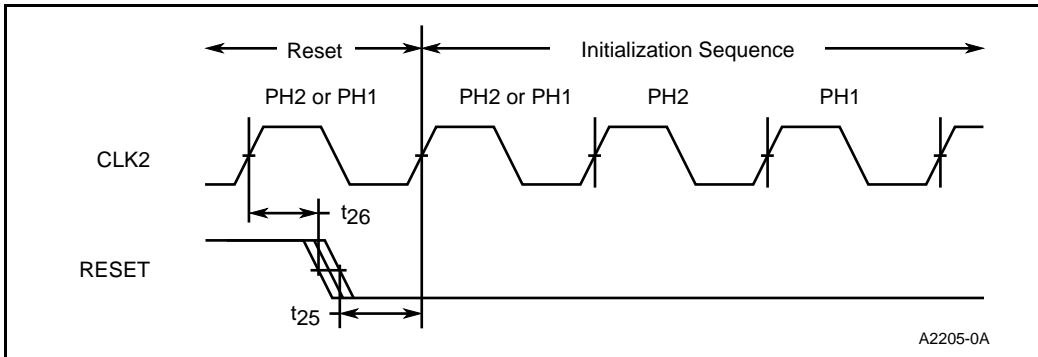 Reset
Initialization Sequence
PH2 or PH1
PH2 or PH1
PH2
PH1
CLK2
t26
RESET
t25
A2205-0A